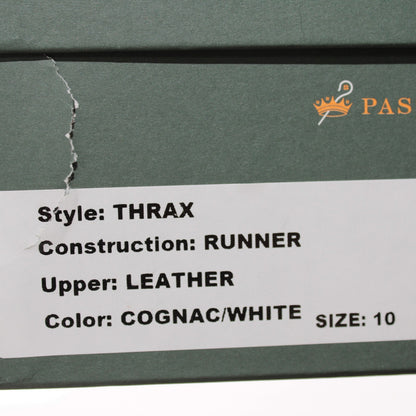 PAS
Style: THRAX
Construction: RUNNER
Upper: LEATHER
Color: COGNAC/WHITE SIZE: 10